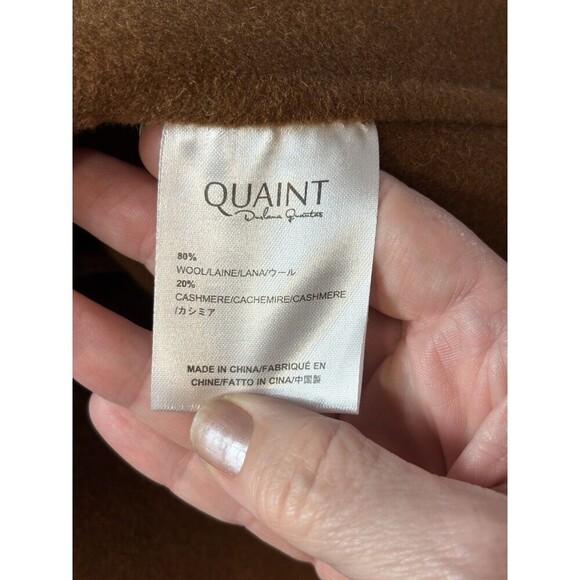 QUAINT
80%
WOOL/LAINE/LANA/ウール
20%
CASHMERE/CACHEMIRE/CASHMERE
/カシミア
MADE IN CHINA/FABRIQUÉ EN
CHINE/FATTO IN CINA/中国製